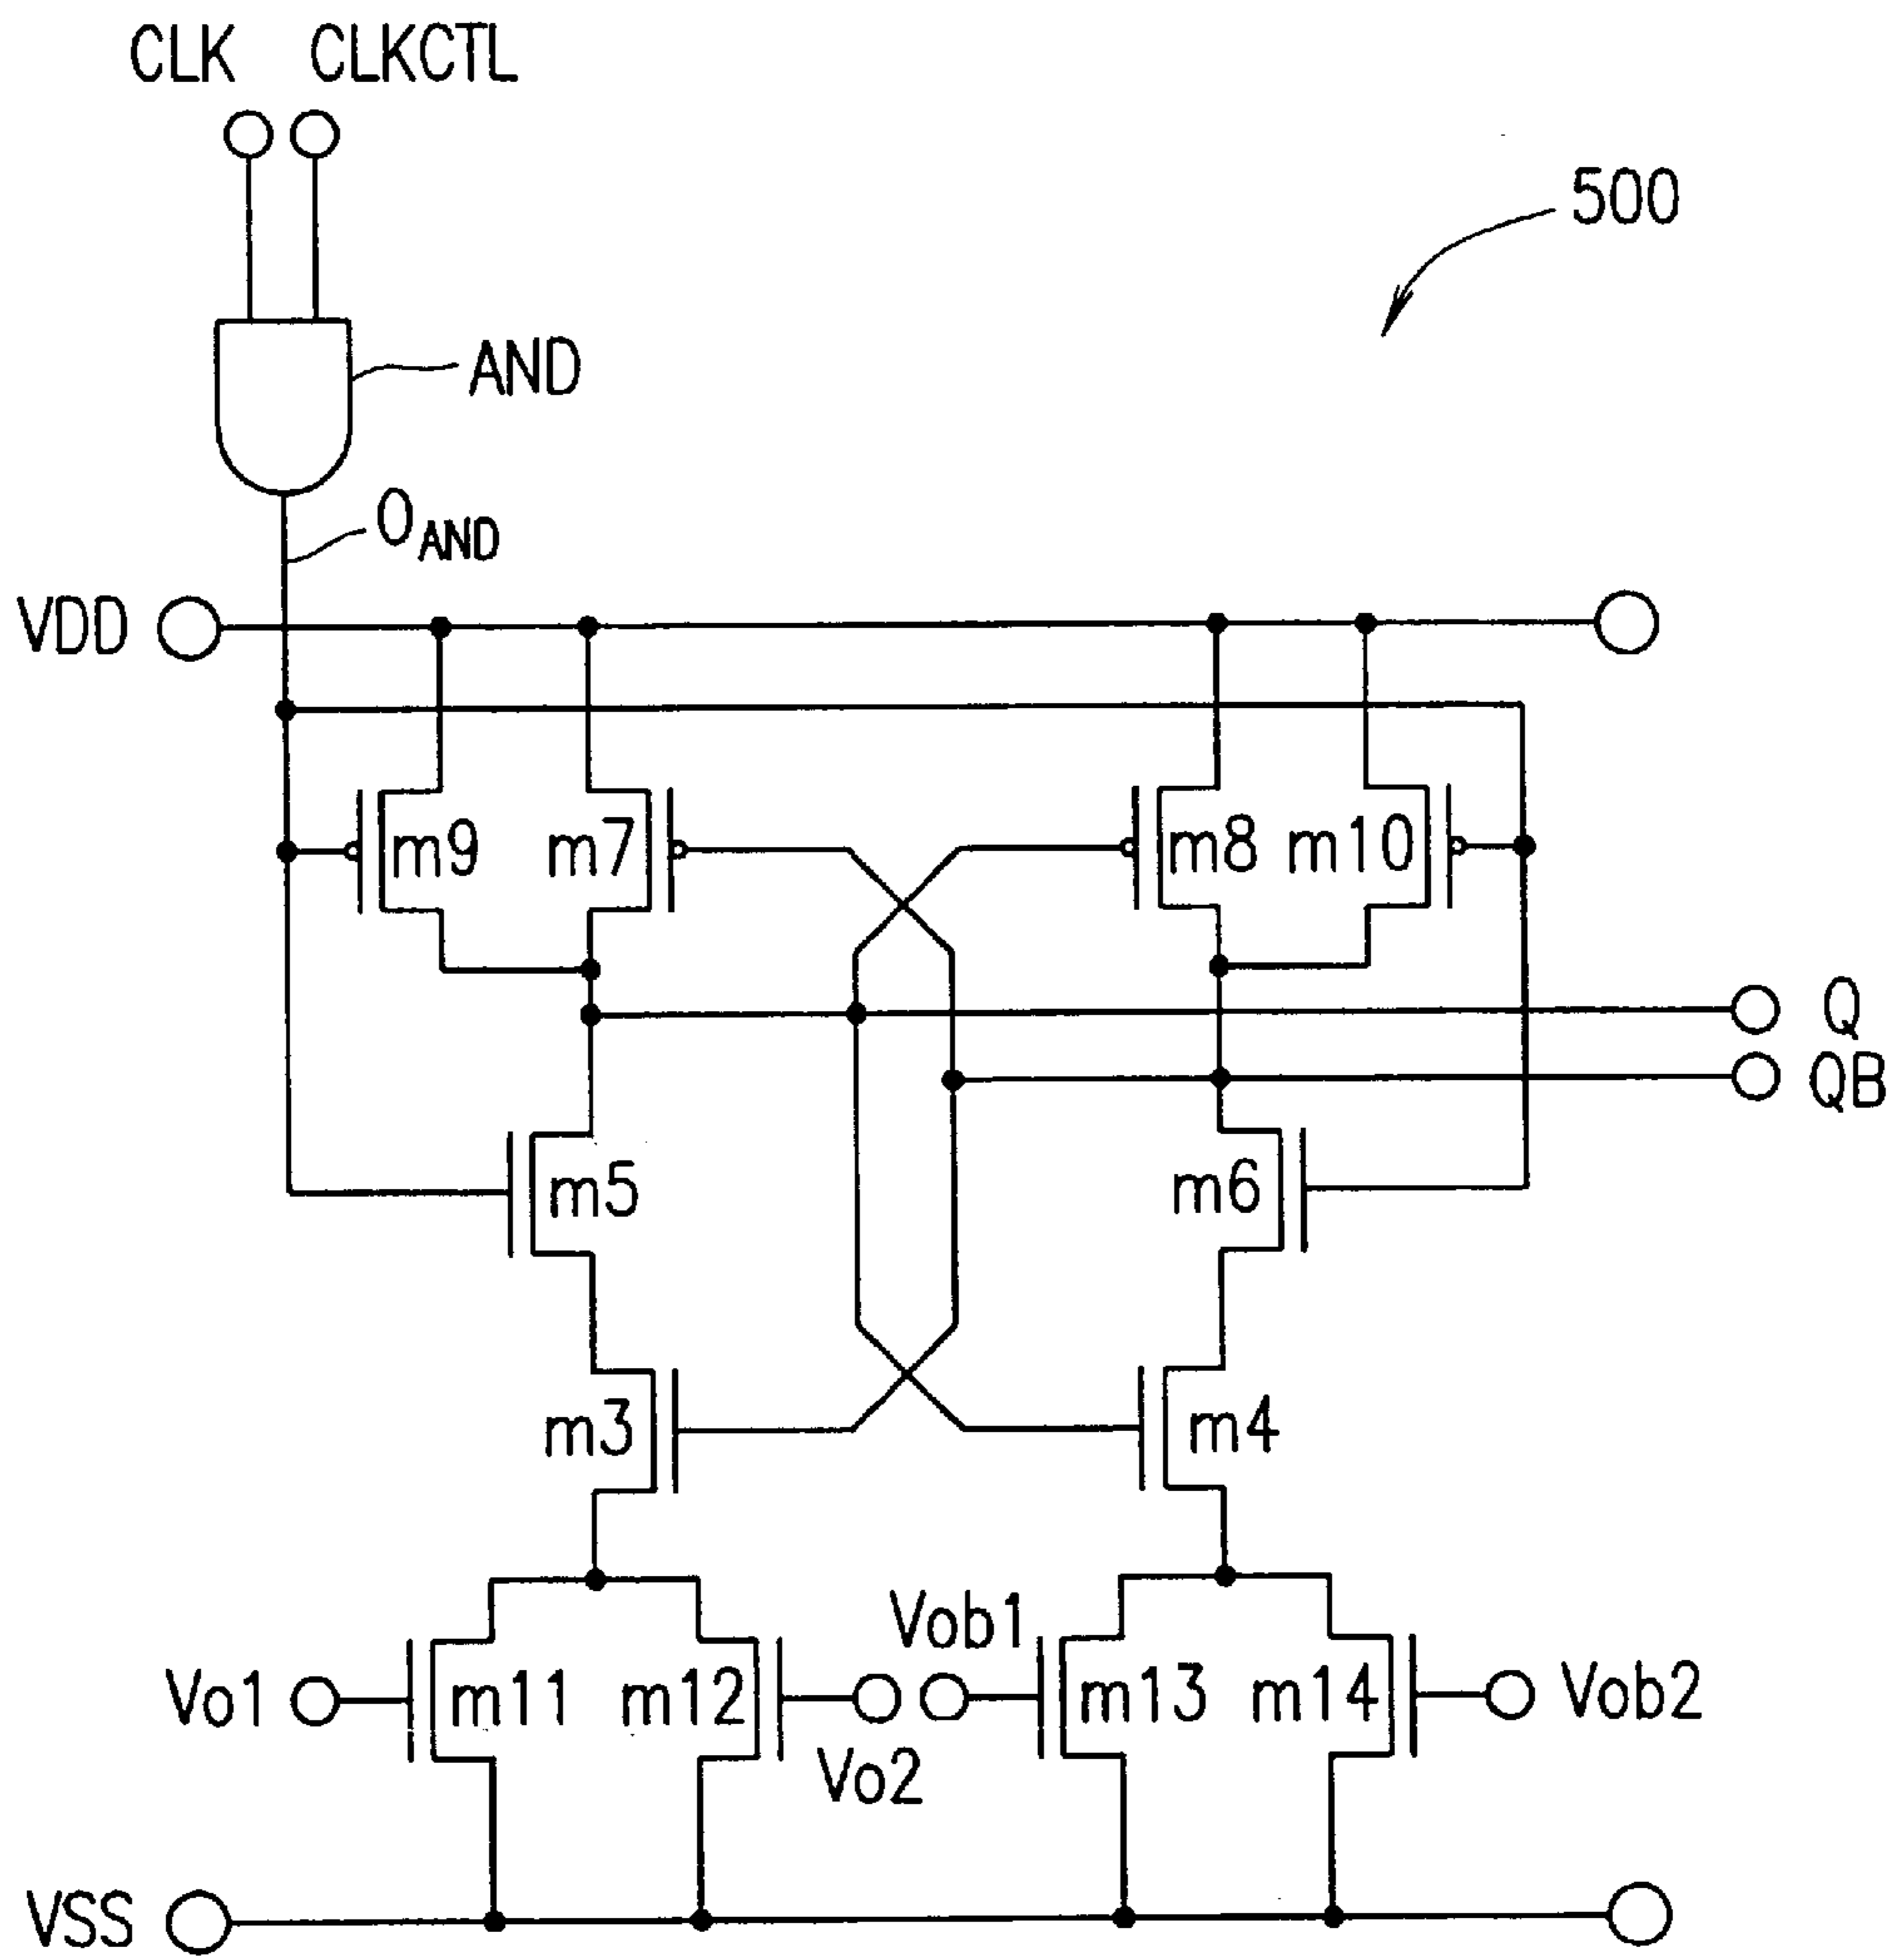 CLK CLKCTL
500
AND
OAND
VDD
m9 m7 m8 m10
Q
QB
m5 m6
m3 m4
Vob1
Vo1 m11 m12 m13 m14 Vob2
Vo2
VSS